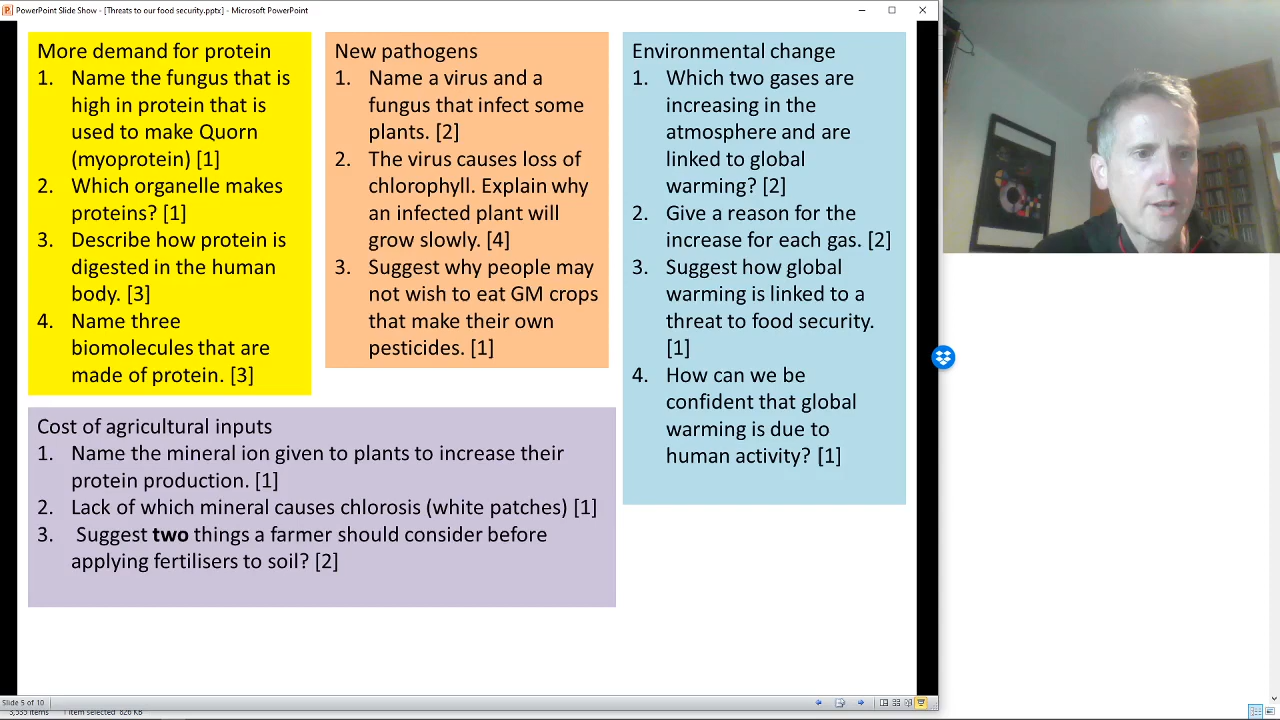 PowerPoint Slide Show - [Threats to our food security.pptx] - Microsoft PowerPoint
More demand for protein
1. Name the fungus that is
high in protein that is
used to make Quorn
(myoprotein) [1]
2. Which organelle makes
proteins? [1]
3. Describe how protein is
digested in the human
body. [3]
4. Name three
biomolecules that are
made of protein. [3]
New pathogens
1. Name a virus and a
fungus that infect some
plants. [2]
2. The virus causes loss of
chlorophyll. Explain why
an infected plant will
grow slowly. [4]
3. Suggest why people may
not wish to eat GM crops
that make their own
pesticides. [1]
Environmental change
1. Which two gases are
increasing in the
atmosphere and are
linked to global
warming? [2]
2. Give a reason for the
increase for each gas. [2]
3. Suggest how global
warming is linked to a
threat to food security.
[1]
4. How can we be
confident that global
warming is due to
human activity? [1]
Cost of agricultural inputs
1. Name the mineral ion given to plants to increase their
protein production. [1]
2. Lack of which mineral causes chlorosis (white patches) [1]
3. Suggest two things a farmer should consider before
applying fertilisers to soil? [2]
Slide 5 of 10
items 1 item selected 626 KB